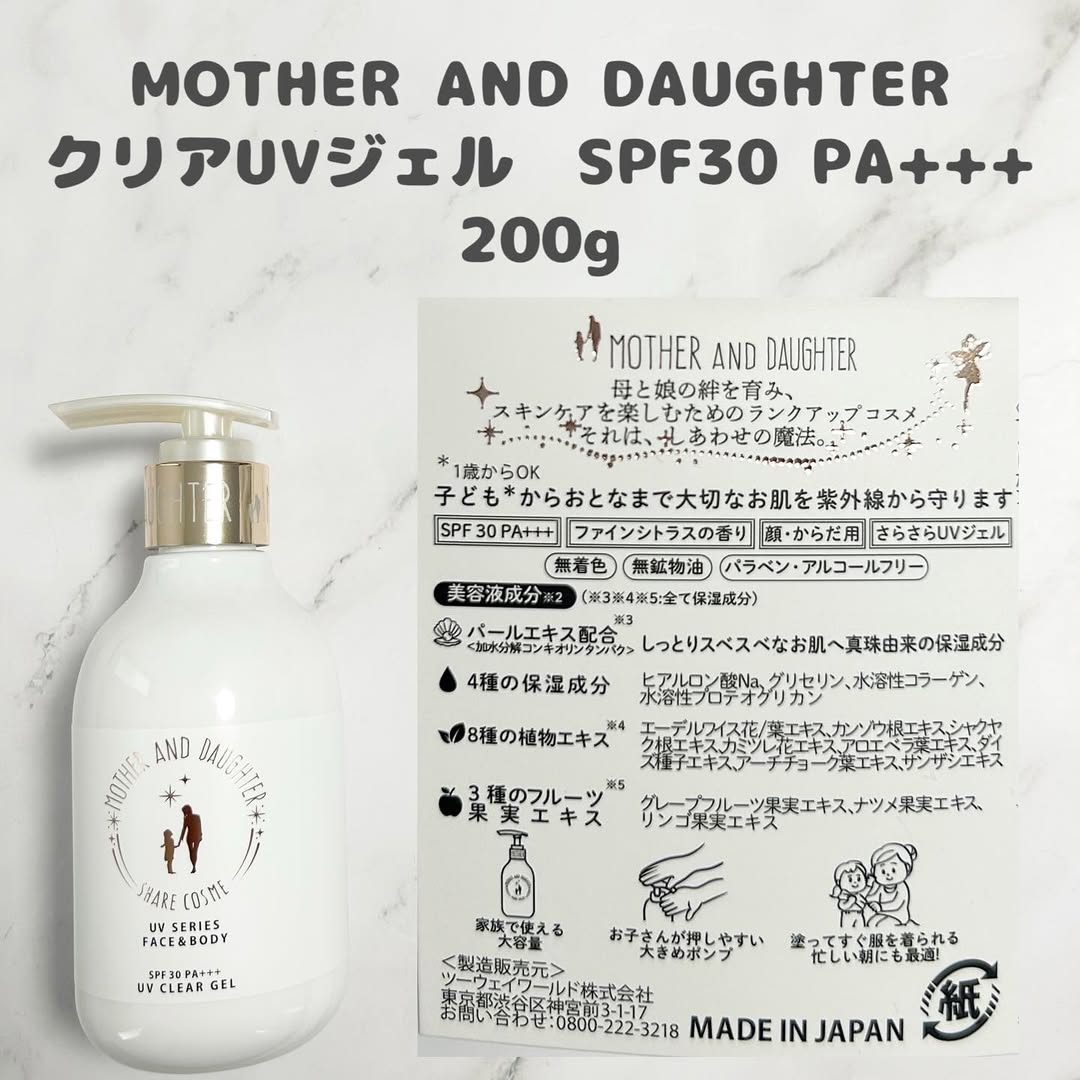 MOTHER AND DAUGHTER
クリアUVジェル SPF30 PA+++
200g
MOTHER AND DAUGHTER
母と娘の絆を育み、
スキンケアを楽しむためのランクアップコスメ
それは、しあわせの魔法。
*1歳からOK
子ども*からおとなまで大切なお肌を紫外線から守ります
SPF 30 PA+++ ファインシトラスの香り 顔・からだ用 さらさらUVジェル
無着色 無鉱物油 パラベン・アルコールフリー
美容液成分※2 (※3※4※5:全て保湿成分)
パールエキス配合※3
<加水分解コンキオリンタンパク>
しっとりスベスベなお肌へ真珠由来の保湿成分
4種の保湿成分
ヒアルロン酸Na、グリセリン、水溶性コラーゲン、
水溶性プロテオグリカン
8種の植物エキス※4
エーデルワイス花/葉エキス、カンゾウ根エキス、シャクヤ
ク根エキス、カミツレ花エキス、アロエベラ葉エキス、ダイ
ズ種子エキス、アーチチョーク葉エキス、サンザシエキス
3種のフルーツ※5
果実エキス
グレープフルーツ果実エキス、ナツメ果実エキス、
リンゴ果実エキス
家族で使える
大容量
お子さんが押しやすい
大きめポンプ
塗ってすぐ服を着られる
忙しい朝にも最適!
<製造販売元>
ツーウェイワールド株式会社
東京都渋谷区神宮前3-1-17
お問い合わせ:0800-222-3218
MADE IN JAPAN
紙
UGHTER
MOTHER AND DAUGHTER
SHARE COSME
UV SERIES
FACE&BODY
SPF30 PA+++
UV CLEAR GEL